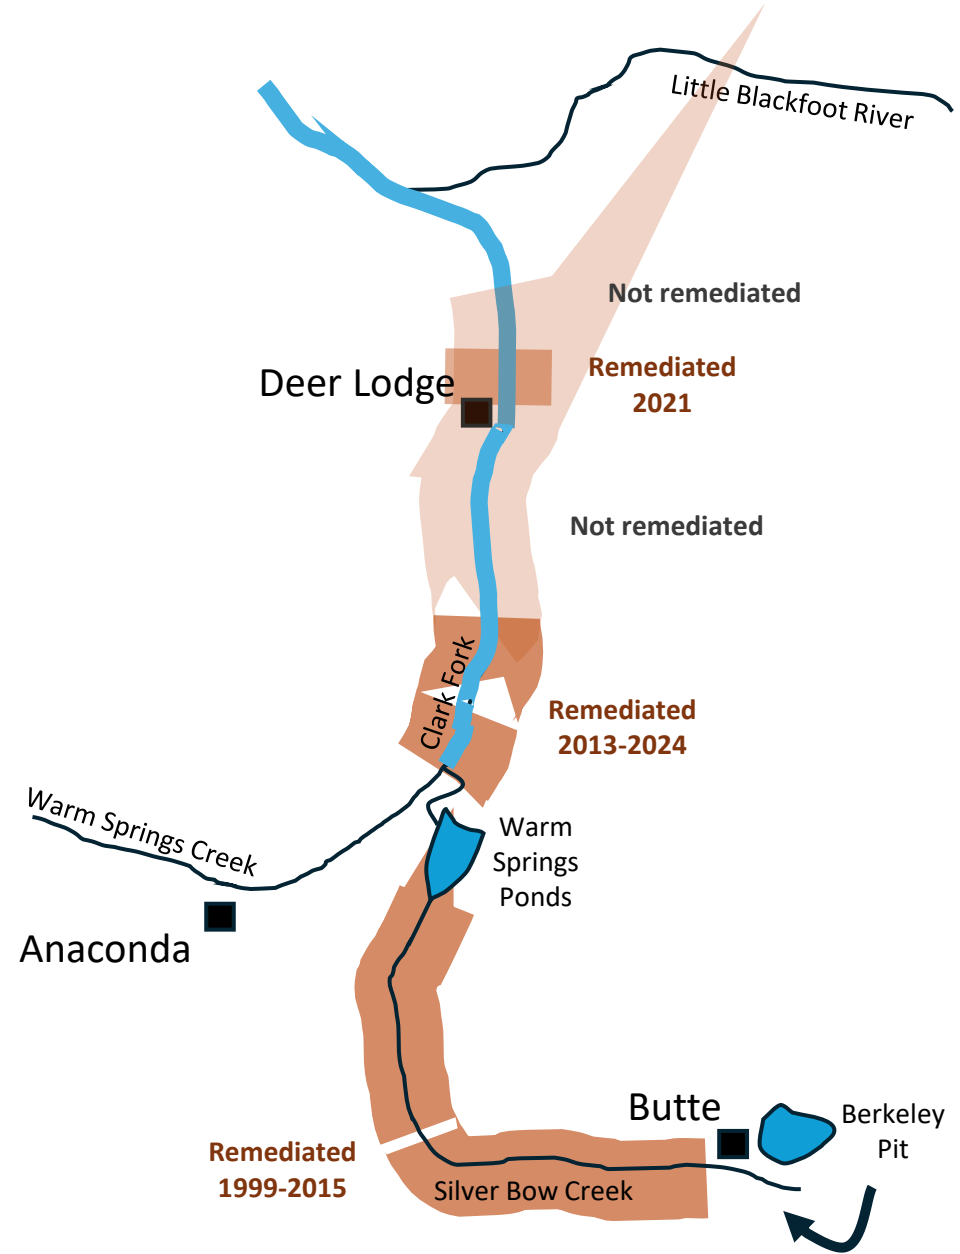 Little Blackfoot River
Not remediated
Remediated
2021
Deer Lodge
Not remediated
Clark Fork
Remediated
2013-2024
Warm Springs Creek
Warm
Springs
Ponds
Anaconda
Butte
Berkeley
Pit
Remediated
1999-2015
Silver Bow Creek